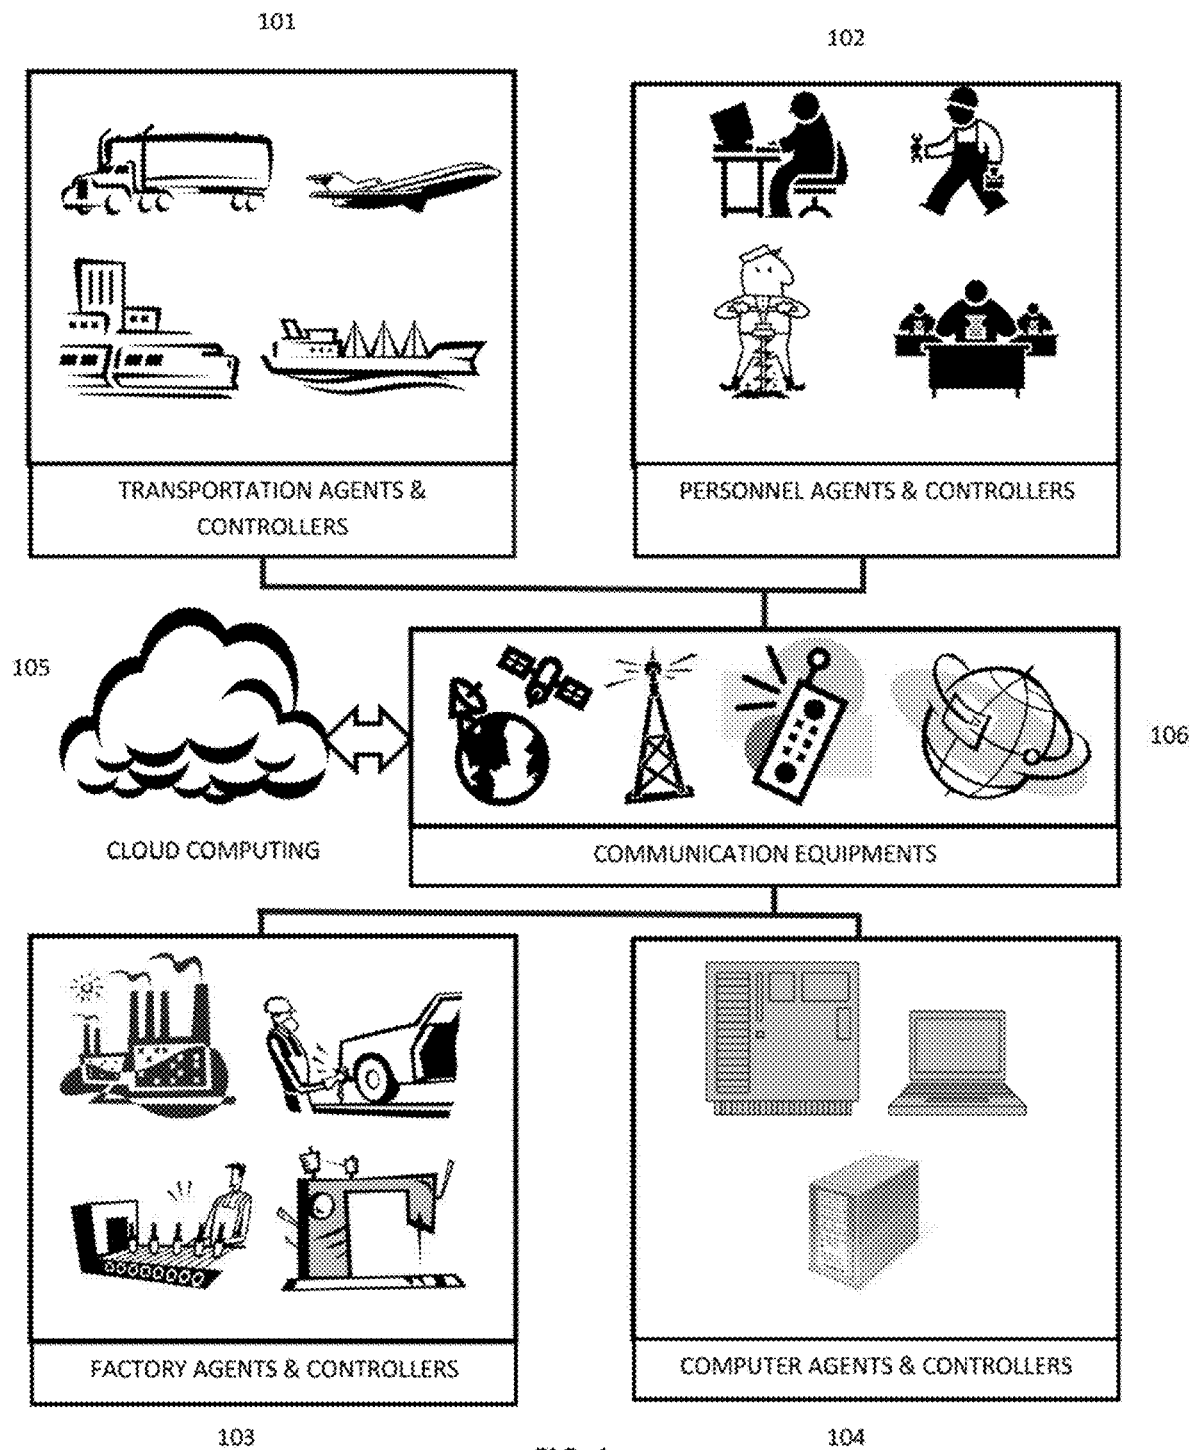 101
102
TRANSPORTATION AGENTS &
CONTROLLERS
PERSONNEL AGENTS & CONTROLLERS
105
106
CLOUD COMPUTING
COMMUNICATION EQUIPMENTS
FACTORY AGENTS & CONTROLLERS
COMPUTER AGENTS & CONTROLLERS
103
104